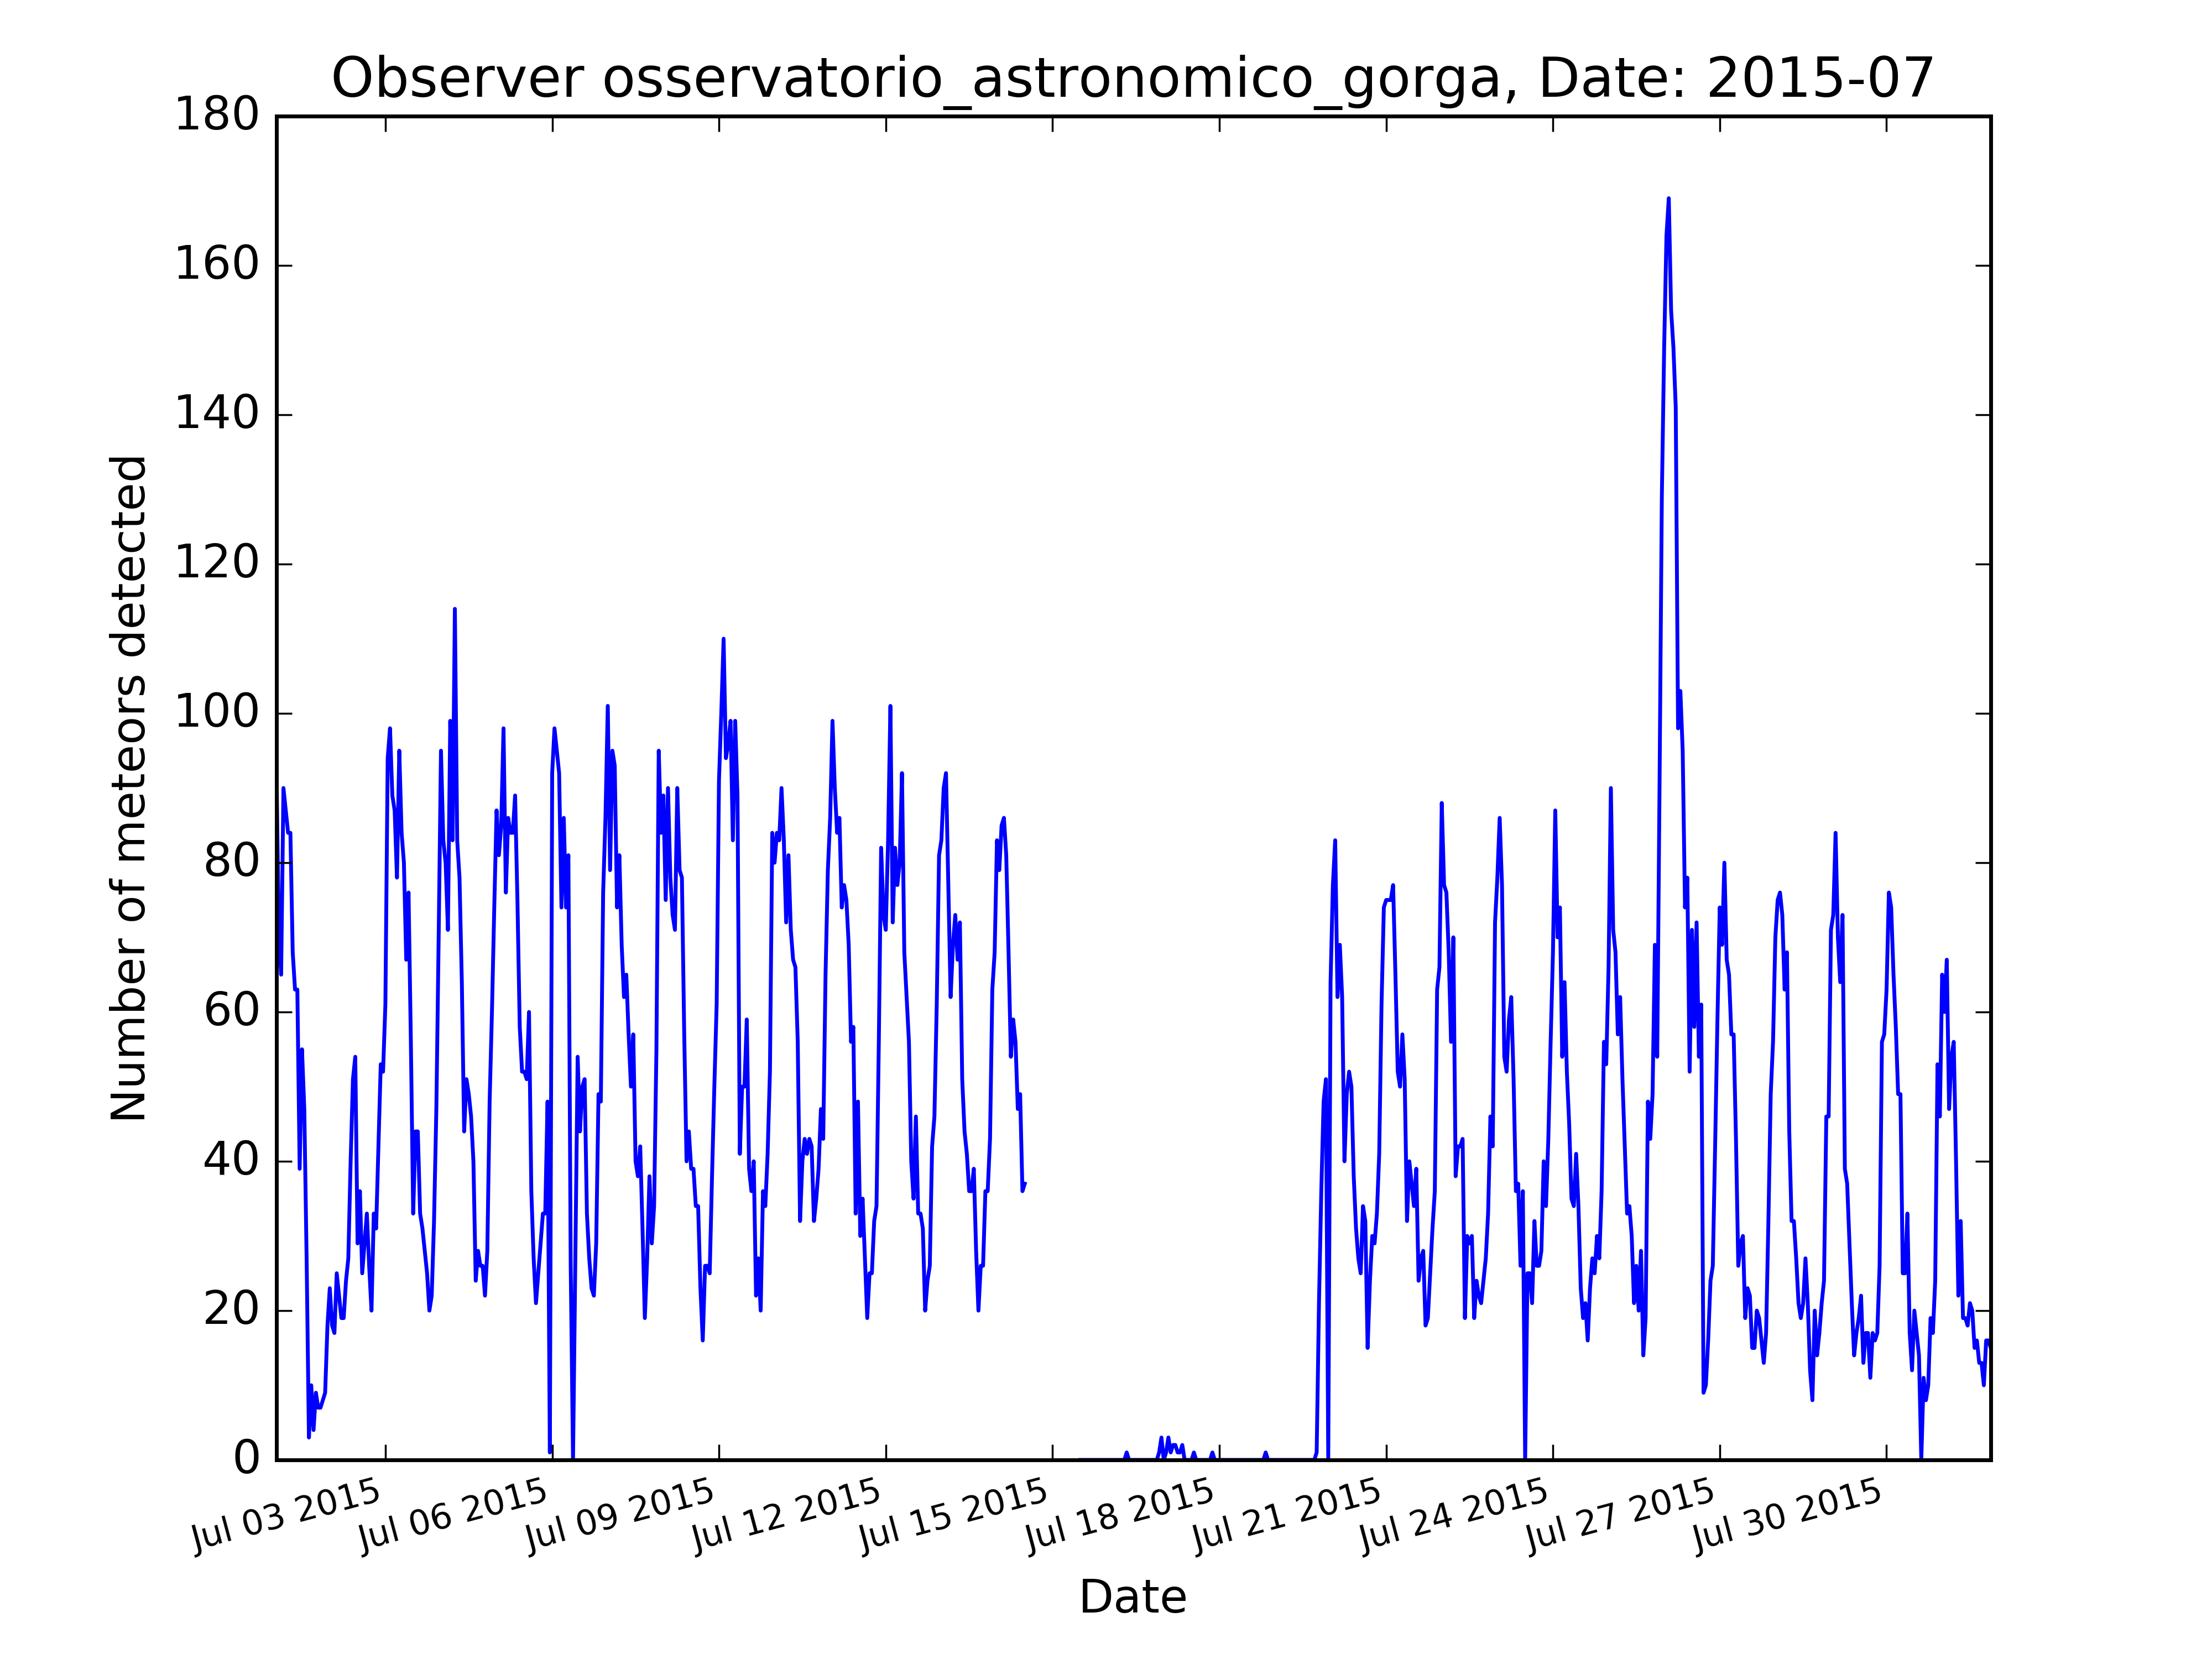 Observer osservatorio_astronomico_gorga, Date: 2015-07
Number of meteors detected
180
160
140
120
100
80
60
40
20
0
Jul 03 2015
Jul 06 2015
Jul 09 2015
Jul 12 2015
Jul 15 2015
Jul 18 2015
Jul 21 2015
Jul 24 2015
Jul 27 2015
Jul 30 2015
Date